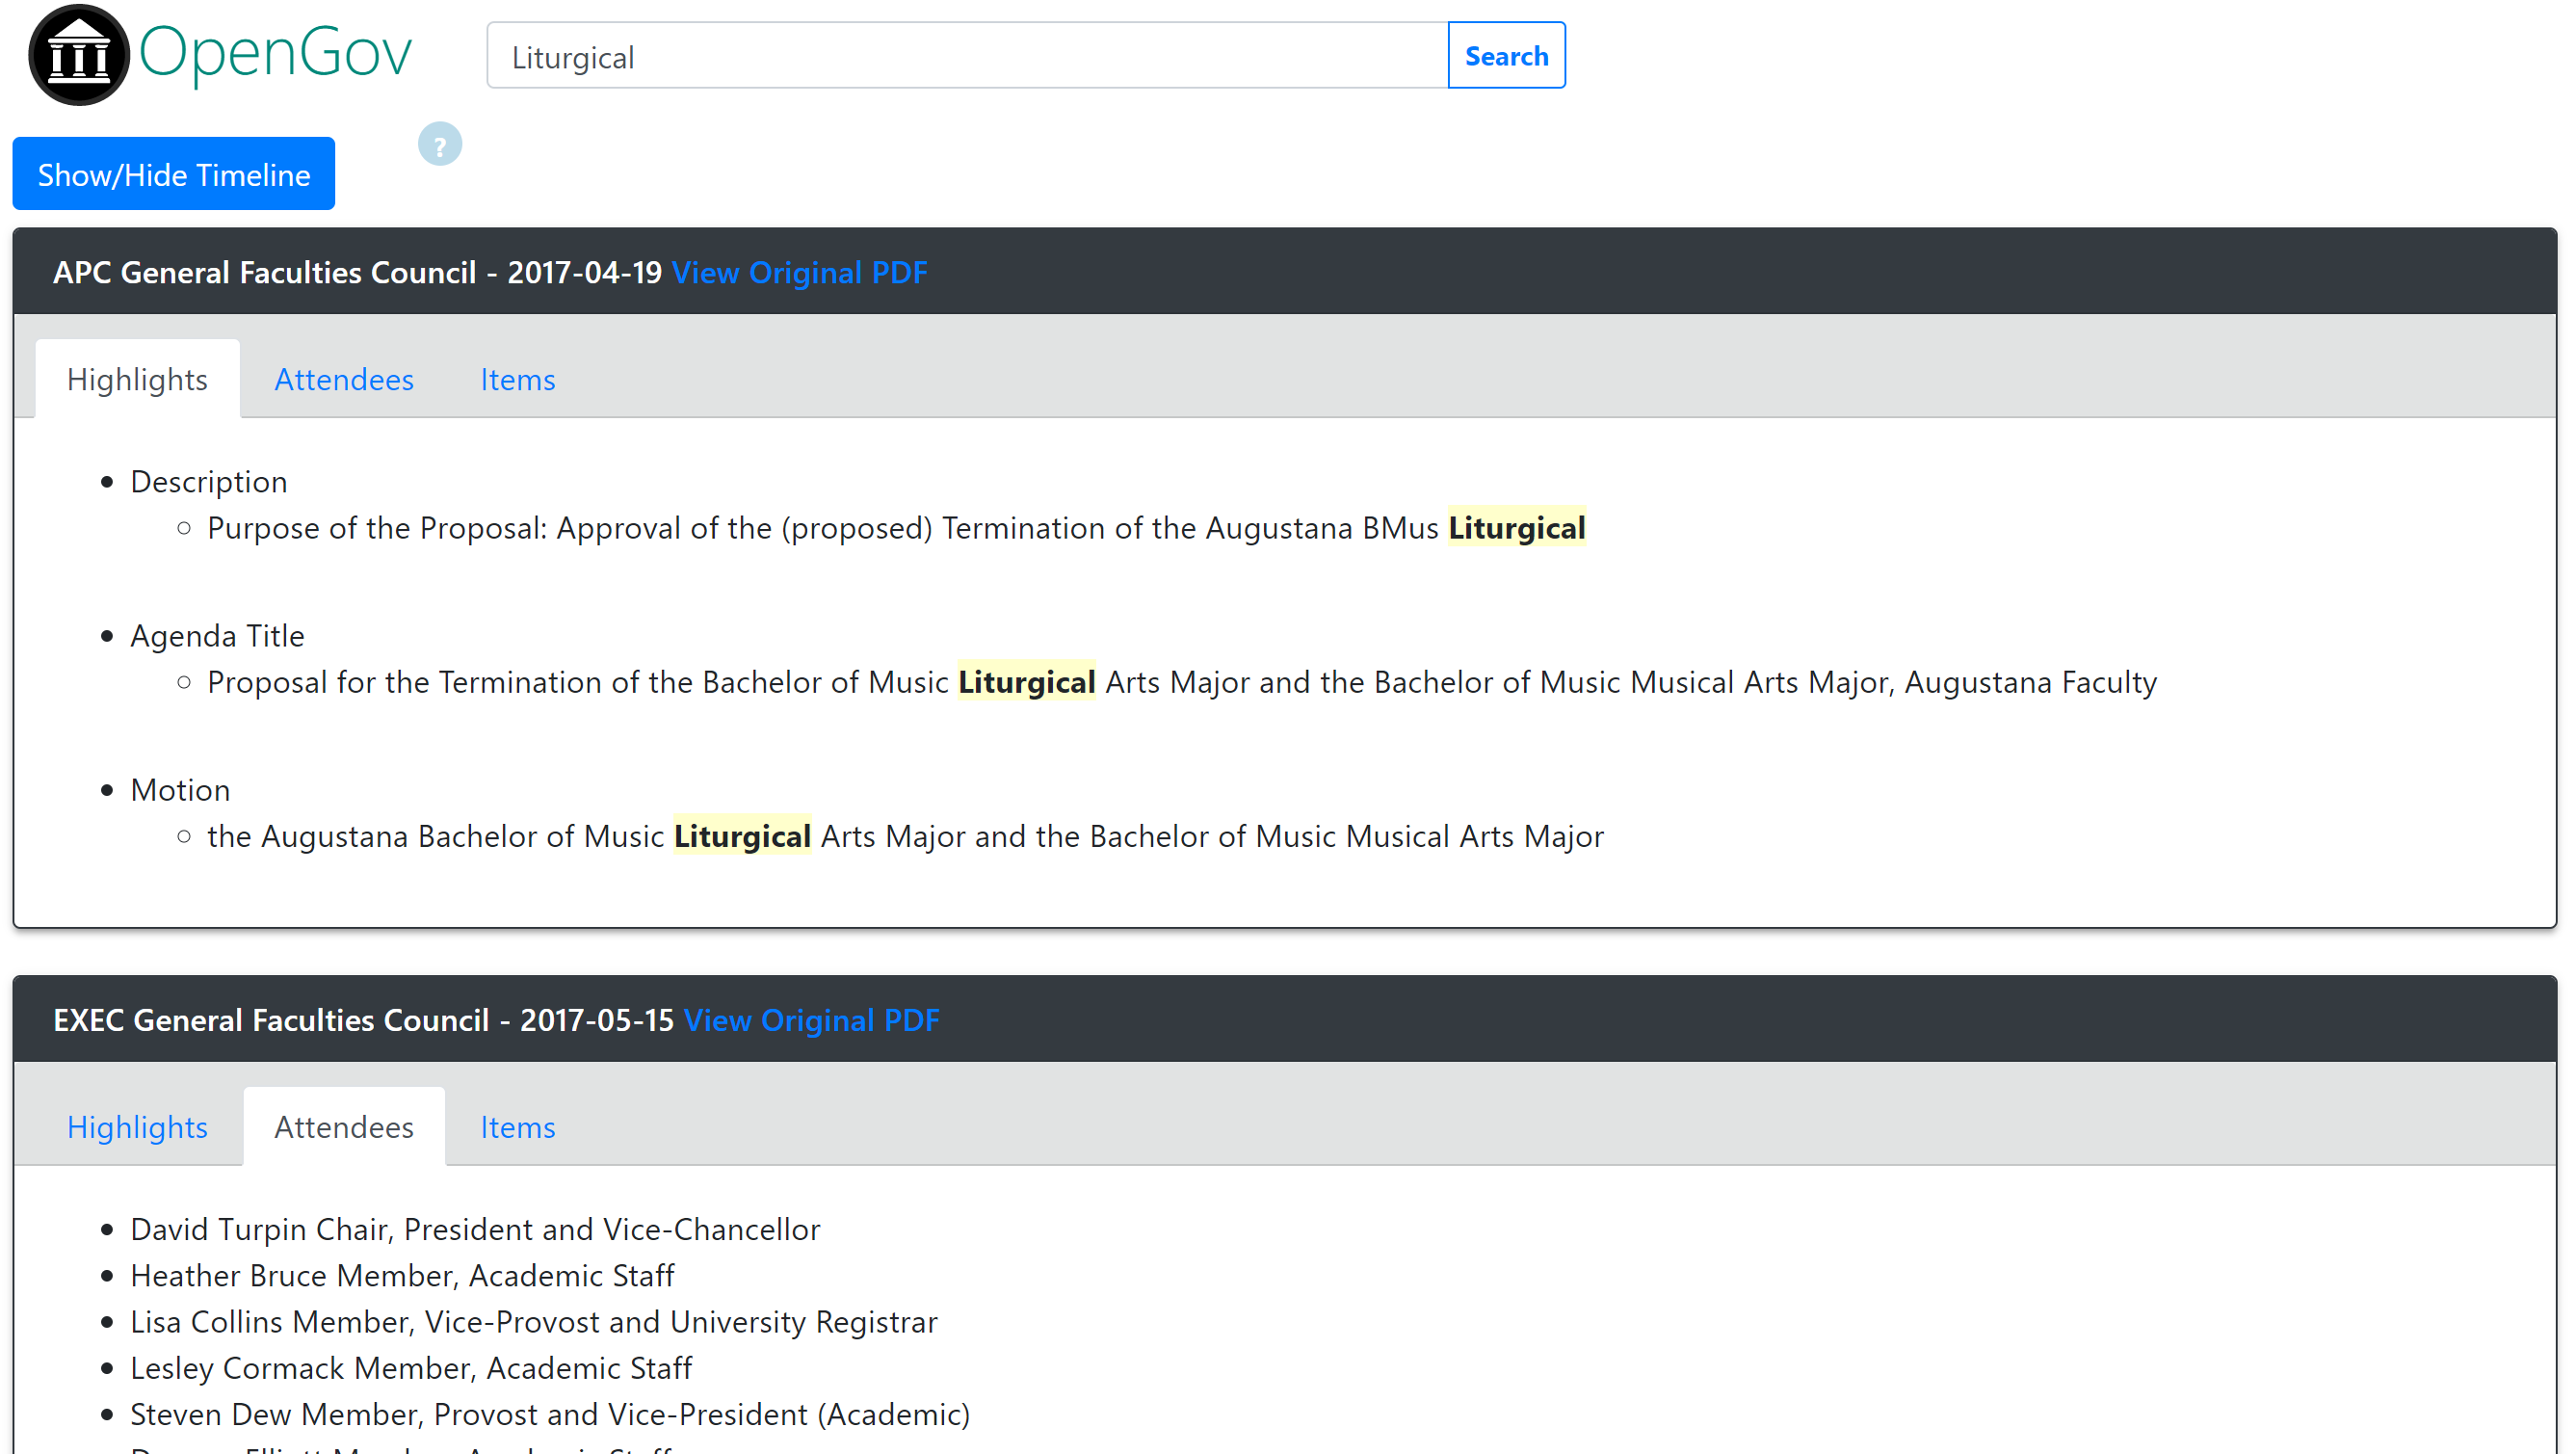 OpenGov
Liturgical
Search
?
Show/Hide Timeline
APC General Faculties Council - 2017-04-19 View Original PDF
Highlights Attendees Items
Description
Purpose of the Proposal: Approval of the (proposed) Termination of the Augustana BMus Liturgical
Agenda Title
Proposal for the Termination of the Bachelor of Music Liturgical Arts Major and the Bachelor of Music Musical Arts Major, Augustana Faculty
Motion
the Augustana Bachelor of Music Liturgical Arts Major and the Bachelor of Music Musical Arts Major
EXEC General Faculties Council - 2017-05-15 View Original PDF
Highlights Attendees Items
David Turpin Chair, President and Vice-Chancellor
Heather Bruce Member, Academic Staff
Lisa Collins Member, Vice-Provost and University Registrar
Lesley Cormack Member, Academic Staff
Steven Dew Member, Provost and Vice-President (Academic)